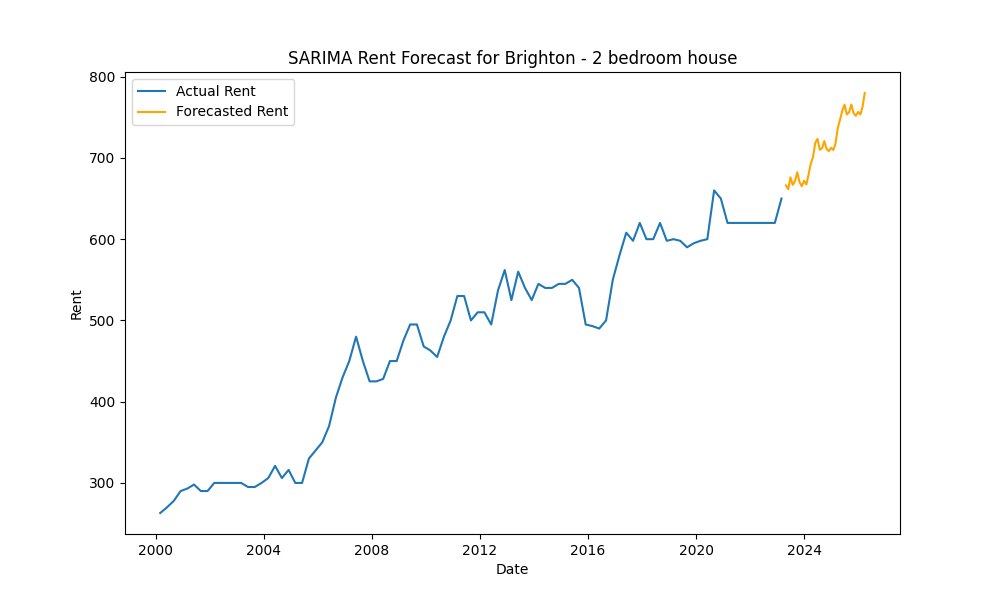 SARIMA Rent Forecast for Brighton - 2 bedroom house
Actual Rent
Forecasted Rent
800
700
600
500
400
300
Rent
2000 2004 2008 2012 2016 2020 2024
Date